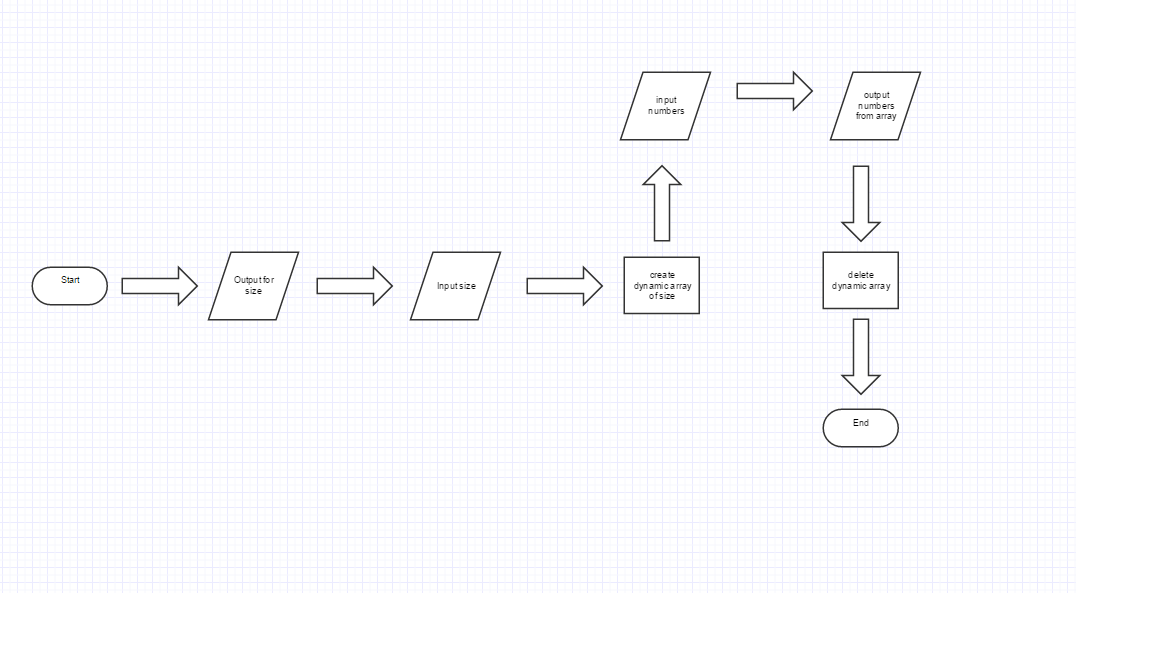 Start
Output for
size
Input size
create
dynamic array
of size
input
numbers
output
numbers
from array
delete
dynamic array
End